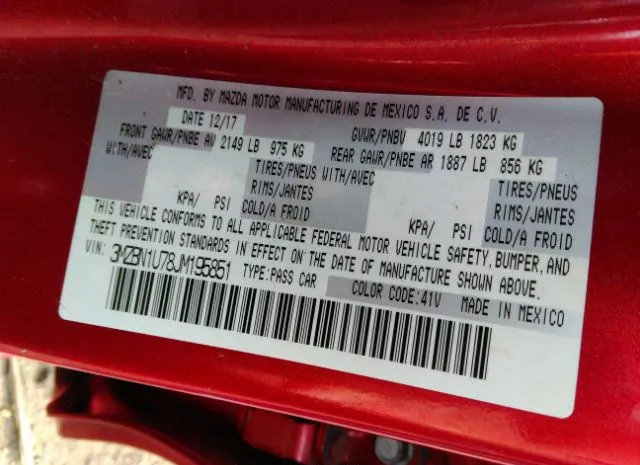 MFD. BY MAZDA MOTOR MANUFACTURING DE MEXICO S.A. DE C.V.
DATE 12/17 GVWR/PNBV 4019 LB 1823 KG
FRONT GAWR/PNBE AV 2149 LB 975 KG REAR GAWR/PNBE AR 1887 LB 856 KG
WITH/AVEC TIRES/PNEUS WITH/AVEC TIRES/PNEUS
RIMS/JANTES RIMS/JANTES
KPA/ PSI COLD/A FROID KPA/ PSI COLD/A FROID
THIS VEHICLE CONFORMS TO ALL APPLICABLE FEDERAL MOTOR VEHICLE SAFETY, BUMPER, AND
THEFT PREVENTION STANDARDS IN EFFECT ON THE DATE OF MANUFACTURE SHOWN ABOVE.
VIN: 3MZBN1U78JM195851 TYPE:PASS CAR
COLOR CODE:41V MADE IN MEXICO